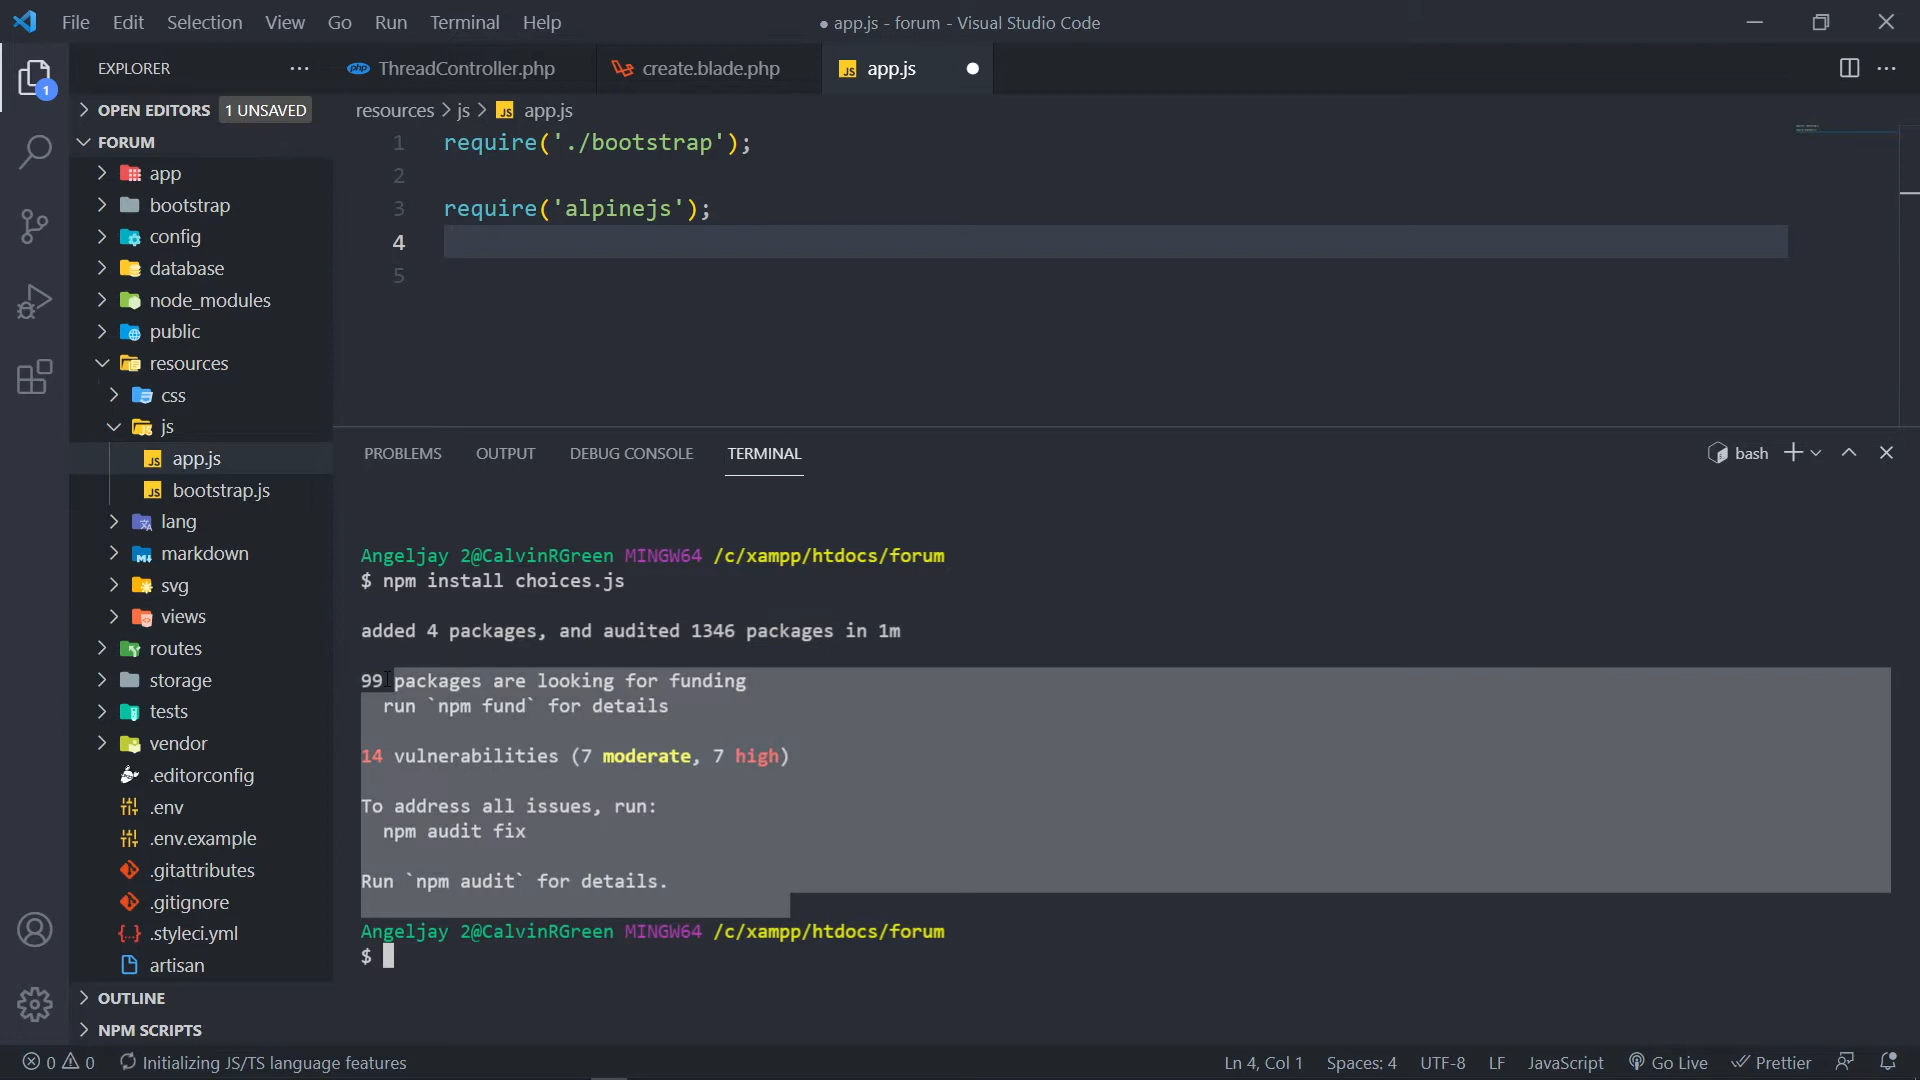 File Edit Selection View Go Run Terminal Help
● app.js - forum - Visual Studio Code
EXPLORER
ThreadController.php
create.blade.php
JS app.js
1
OPEN EDITORS 1 UNSAVED
FORUM
app
bootstrap
config
database
node_modules
public
resources
css
js
JS app.js
JS bootstrap.js
lang
markdown
svg
views
routes
storage
tests
vendor
.editorconfig
.env
.env.example
.gitattributes
.gitignore
.styleci.yml
artisan
OUTLINE
NPM SCRIPTS
resources > js > JS app.js
1 require('./bootstrap');
2
3 require('alpinejs');
4
5
PROBLEMS OUTPUT DEBUG CONSOLE TERMINAL
bash
Angeljay 2@CalvinRGreen MINGW64 /c/xampp/htdocs/forum
$ npm install choices.js
added 4 packages, and audited 1346 packages in 1m
99 packages are looking for funding
run `npm fund` for details
14 vulnerabilities (7 moderate, 7 high)
To address all issues, run:
npm audit fix
Run `npm audit` for details.
Angeljay 2@CalvinRGreen MINGW64 /c/xampp/htdocs/forum
$
0 0 Initializing JS/TS language features
Ln 4, Col 1 Spaces: 4 UTF-8 LF JavaScript Go Live Prettier